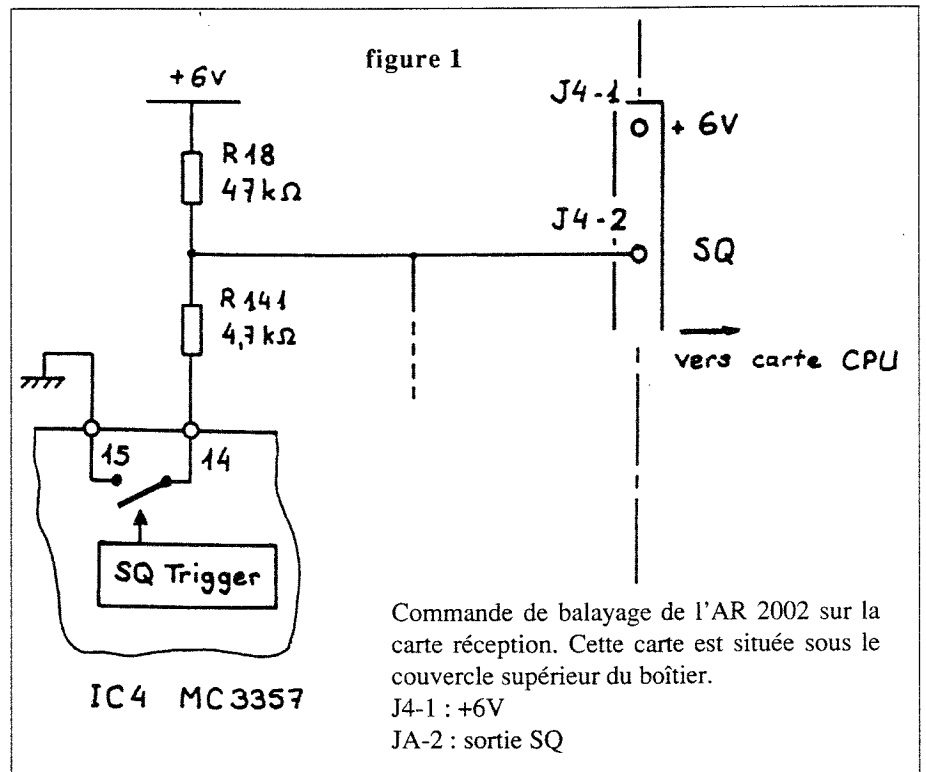 figure 1
+6V
J4-1
+ 6V
R18
47kΩ
J4-2
SQ
R141
4,7kΩ
vers carte CPU
15
14
SQ Trigger
IC4 MC3357
Commande de balayage de l'AR 2002 sur la
carte réception. Cette carte est située sous le
couvercle supérieur du boîtier.
J4-1 : +6V
JA-2 : sortie SQ